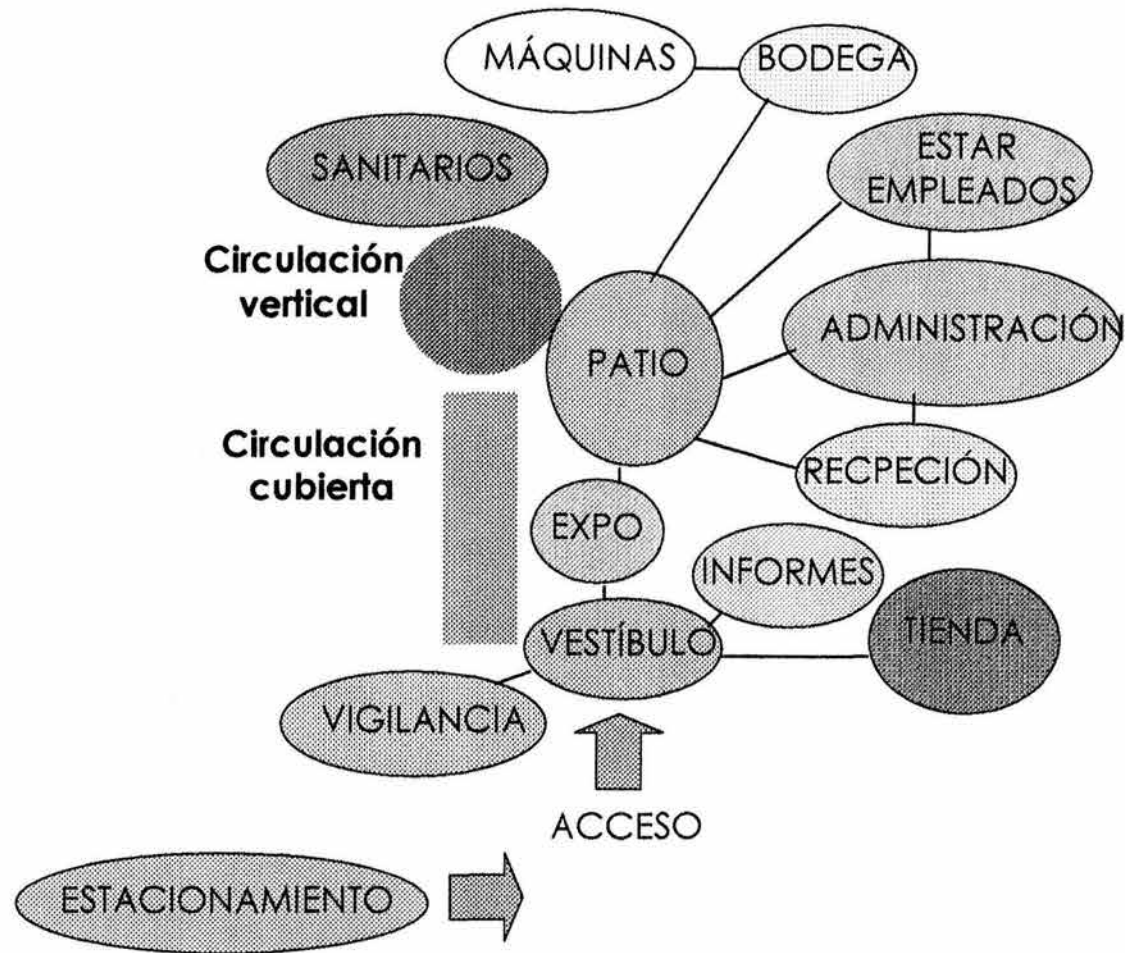 MÁQUINAS
BODEGA
SANITARIOS
ESTAR
EMPLEADOS
Circulación
vertical
ADMINISTRACIÓN
PATIO
Circulación
cubierta
RECPECIÓN
EXPO
INFORMES
TIENDA
VESTÍBULO
VIGILANCIA
ACCESO
ESTACIONAMIENTO